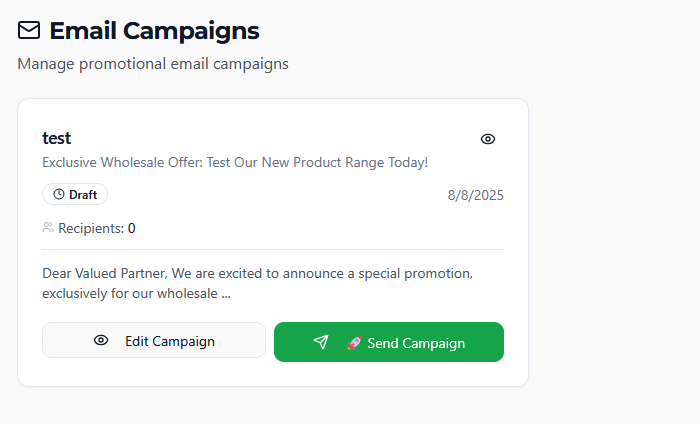 Email Campaigns
Manage promotional email campaigns
test
Exclusive Wholesale Offer: Test Our New Product Range Today!
Draft
8/8/2025
Recipients: 0
Dear Valued Partner, We are excited to announce a special promotion,
exclusively for our wholesale ...
Edit Campaign
🚀 Send Campaign